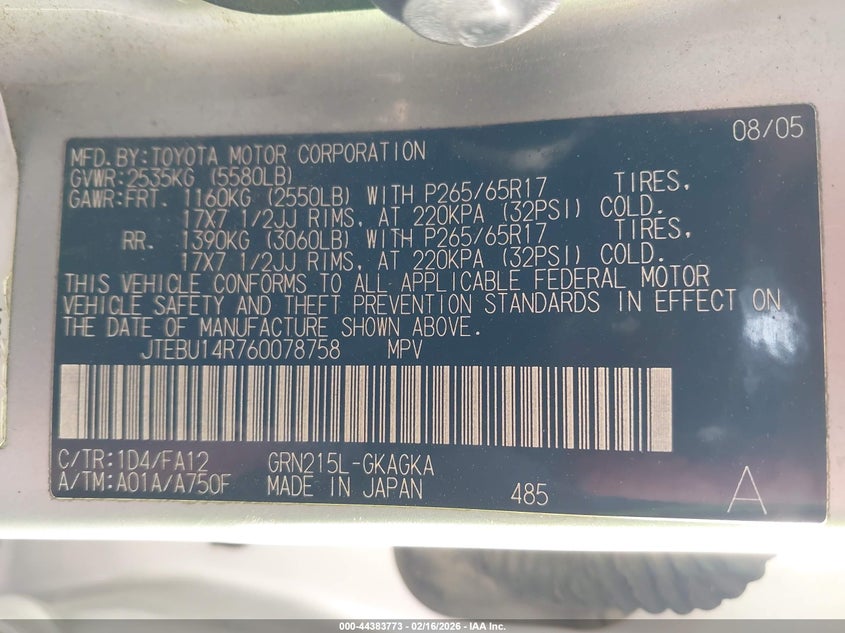 08/05
MFD. BY: TOYOTA MOTOR CORPORATION
GVWR: 2535KG (5580LB)
GAWR: FRT. 1160KG (2550LB) WITH P265/65R17 TIRES,
17X7 1/2JJ RIMS, AT 220KPA (32PSI) COLD.
RR. 1390KG (3060LB) WITH P265/65R17 TIRES,
17X7 1/2JJ RIMS, AT 220KPA (32PSI) COLD.
THIS VEHICLE CONFORMS TO ALL APPLICABLE FEDERAL MOTOR
VEHICLE SAFETY AND THEFT PREVENTION STANDARDS IN EFFECT ON
THE DATE OF MANUFACTURE SHOWN ABOVE.
JTEBU14R760078758 MPV
C/TR: 1D4/FA12 GRN215L-GKAGKA
A/TM: A01A/A750F MADE IN JAPAN 485 A
000-44383773 - 02/16/2026 - IAA Inc.